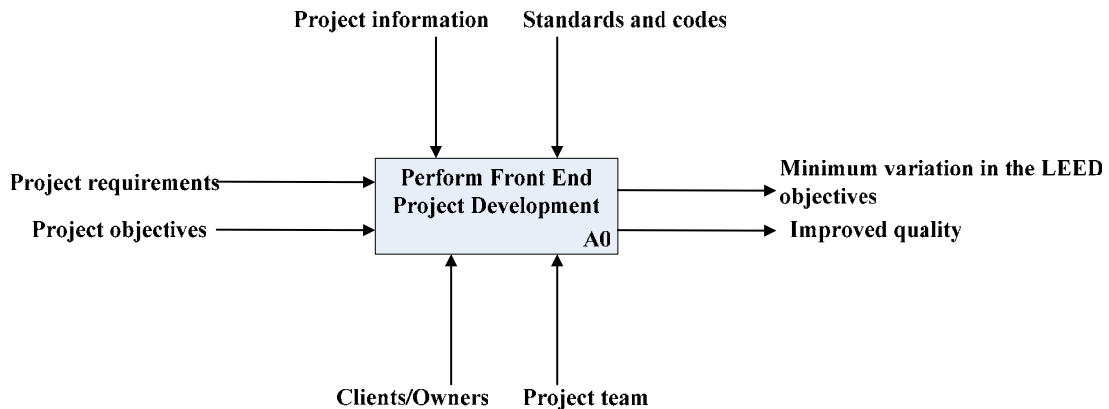 Project information
Standards and codes
Project requirements
Project objectives
Perform Front End
Project Development
A0
Minimum variation in the LEED
objectives
Improved quality
Clients/Owners
Project team